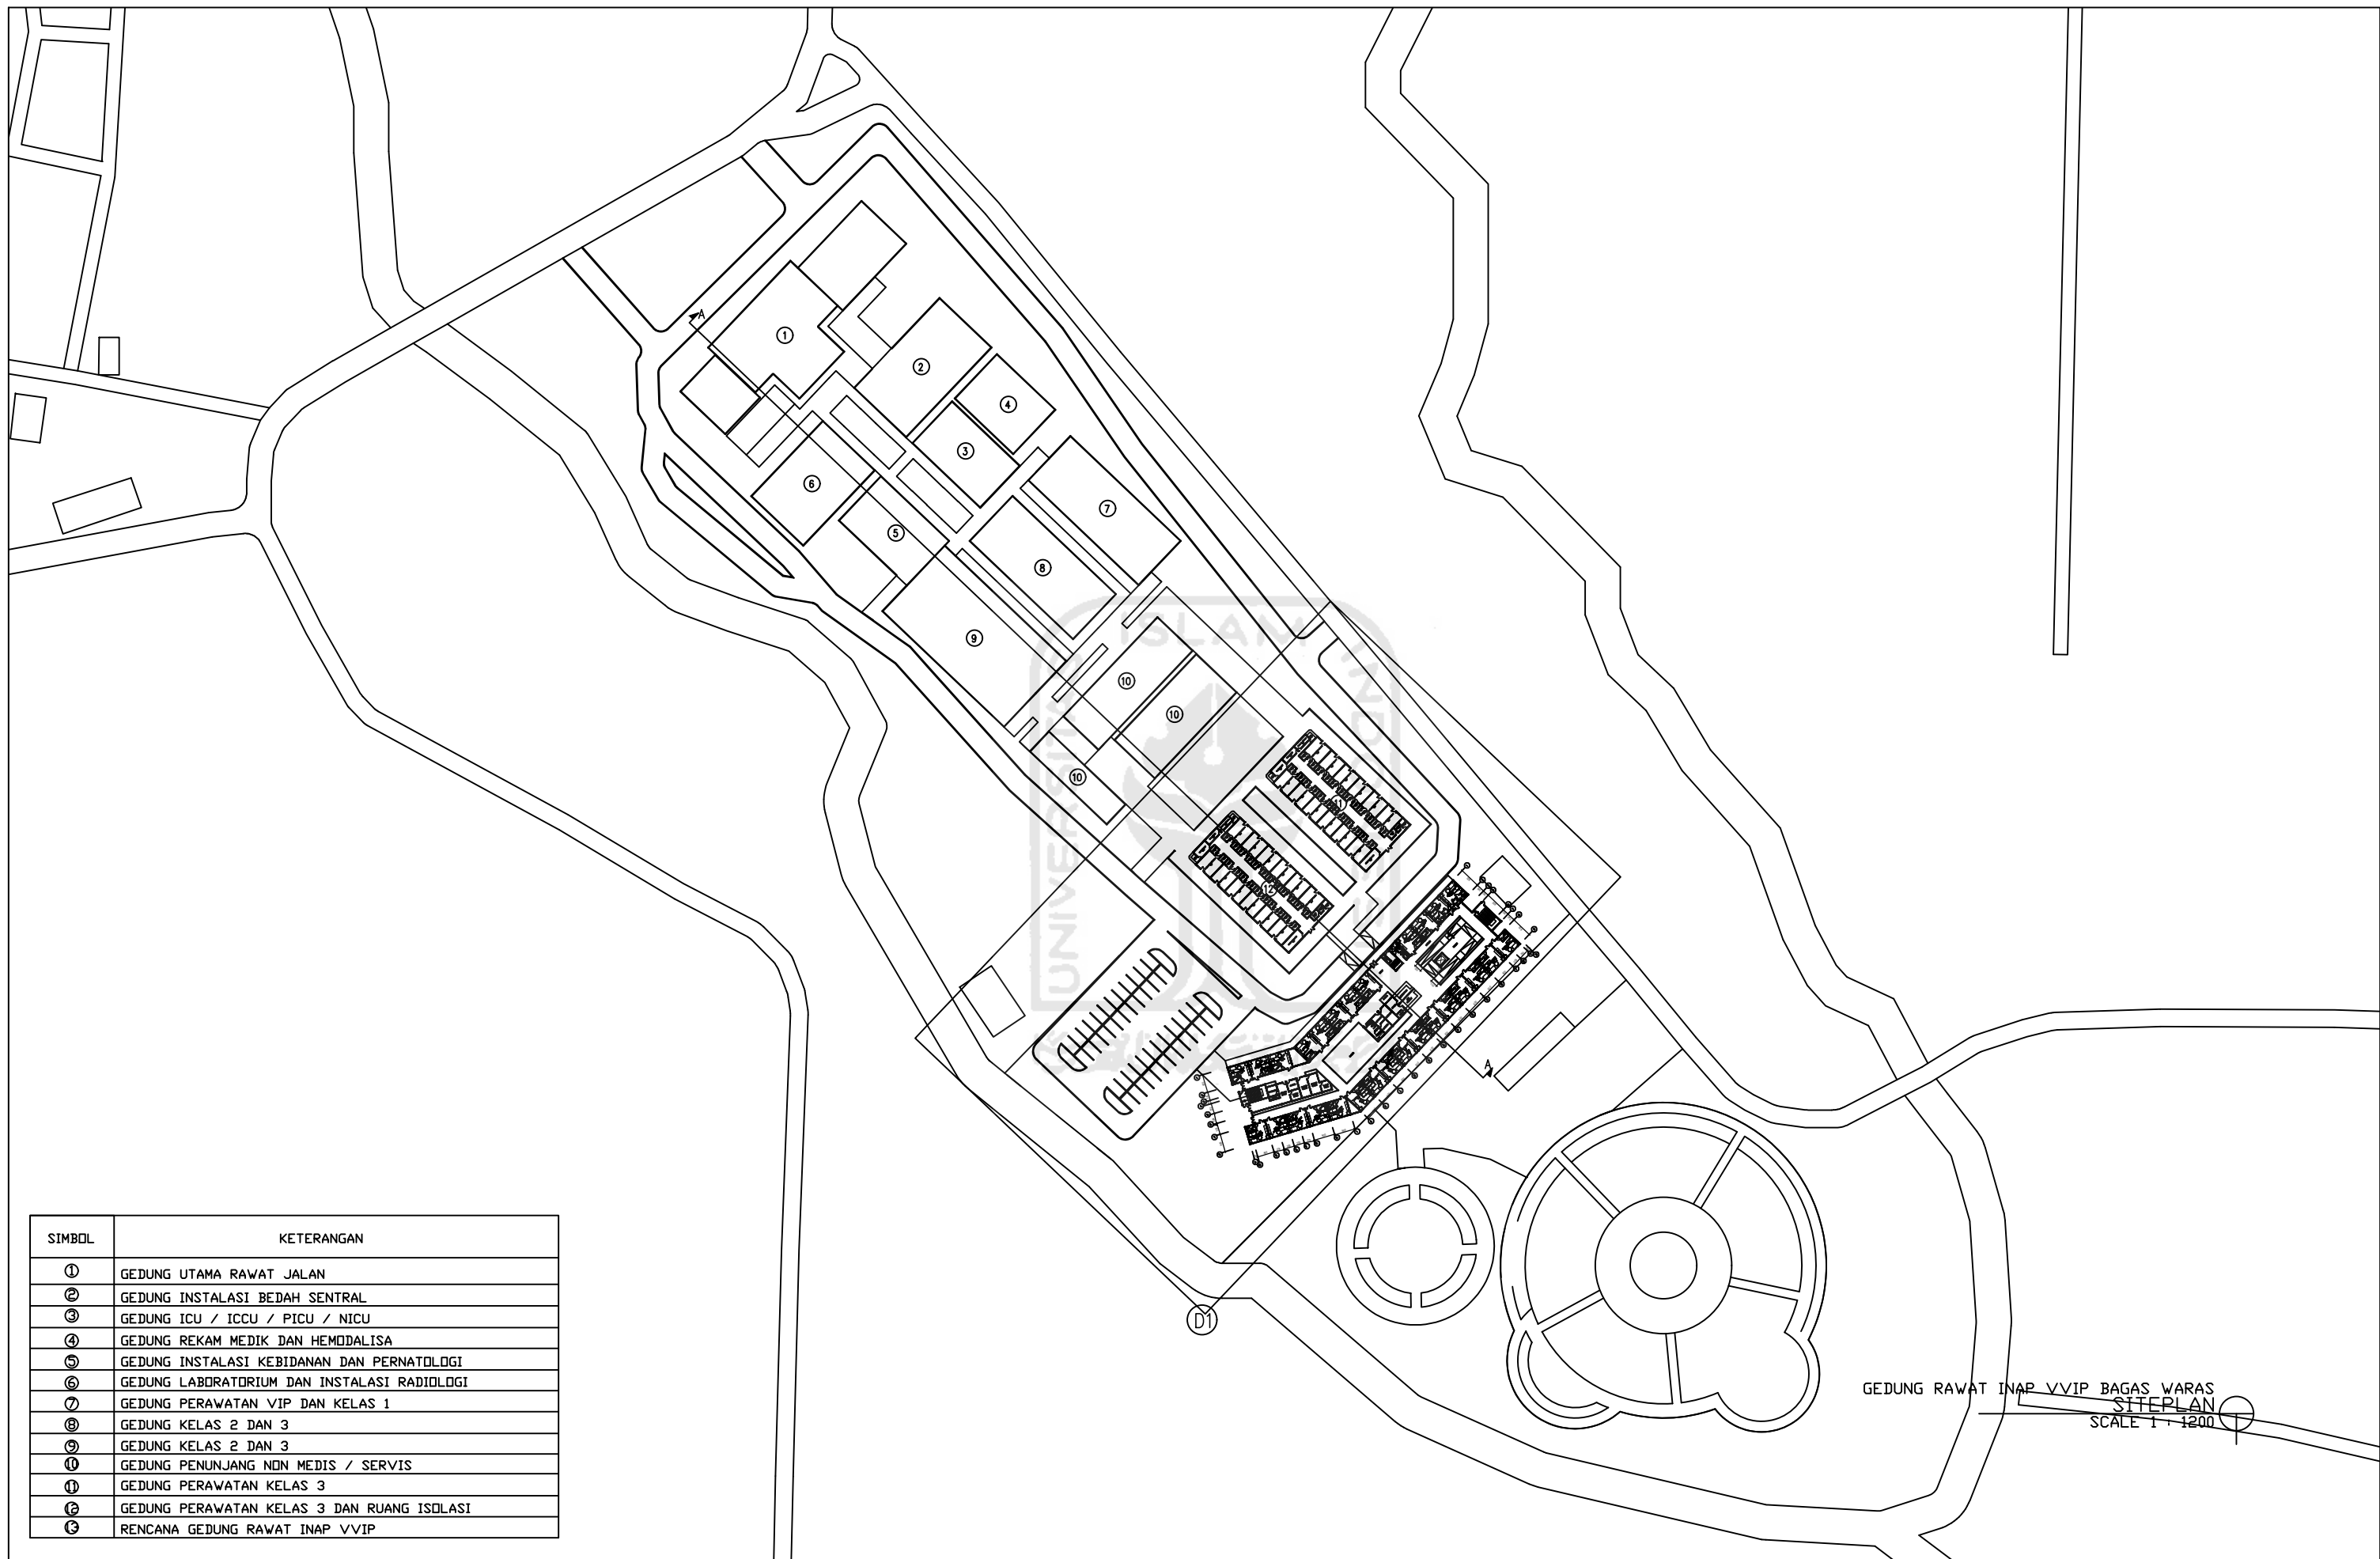 A
1
2
4
3
6
7
5
8
9
10
10
10
11
12
A
D1
ISLAM
UNIVERSITAS
SIMBOL KETERANGAN
1 GEDUNG UTAMA RAWAT JALAN
2 GEDUNG INSTALASI BEDAH SENTRAL
3 GEDUNG ICU / ICCU / PICU / NICU
4 GEDUNG REKAM MEDIK DAN HEMODALISA
5 GEDUNG INSTALASI KEBIDANAN DAN PERNATOLOGI
6 GEDUNG LABORATORIUM DAN INSTALASI RADIOLOGI
7 GEDUNG PERAWATAN VIP DAN KELAS 1
8 GEDUNG KELAS 2 DAN 3
9 GEDUNG KELAS 2 DAN 3
10 GEDUNG PENUNJANG NON MEDIS / SERVIS
11 GEDUNG PERAWATAN KELAS 3
12 GEDUNG PERAWATAN KELAS 3 DAN RUANG ISOLASI
13 RENCANA GEDUNG RAWAT INAP VVIP
GEDUNG RAWAT INAP VVIP BAGAS WARAS
SITEPLAN
SCALE 1 : 1200